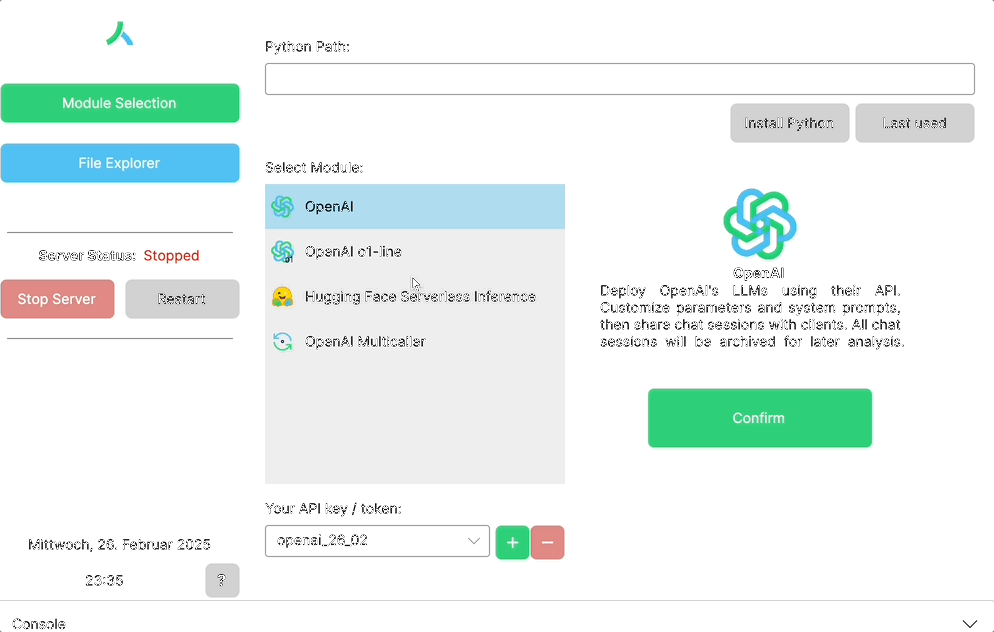 Python Path:
Module Selection
Install Python
Last used
File Explorer
Select Module:
OpenAI
OpenAI o1-line
Hugging Face Serverless Inference
OpenAI Multicaller
Server Status: Stopped
Stop Server
Restart
OpenAI
Deploy OpenAI's LLMs using their API.
Customize parameters and system prompts,
then share chat sessions with clients. All chat
sessions will be archived for later analysis.
Confirm
Your API key / token:
openai_26_02
+
−
Mittwoch, 26. Februar 2025
23:35
?
Console